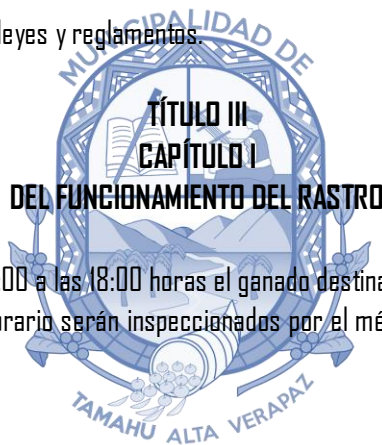 leyes y reglamentos.
MUNICIPALIDAD DE
TÍTULO III
CAPÍTULO I
DEL FUNCIONAMIENTO DEL RASTRO
:00 a las 18:00 horas el ganado destina
orario serán inspeccionados por el mé
TAMAHU ALTA VERAPAZ